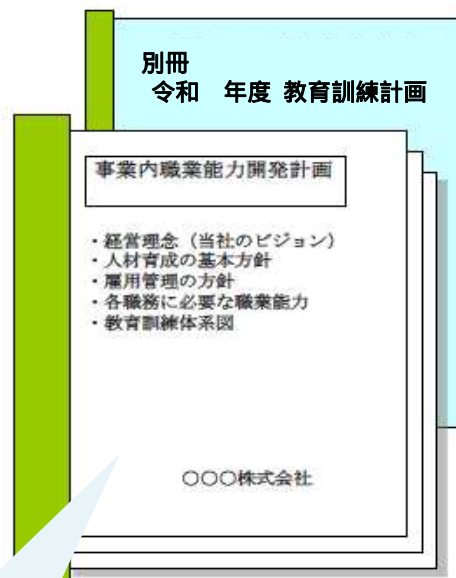 別冊
令和　年度 教育訓練計画
事業内職業能力開発計画
・経営理念（当社のビジョン）
・人材育成の基本方針
・雇用管理の方針
・各職務に必要な職業能力
・教育訓練体系図
〇〇〇株式会社